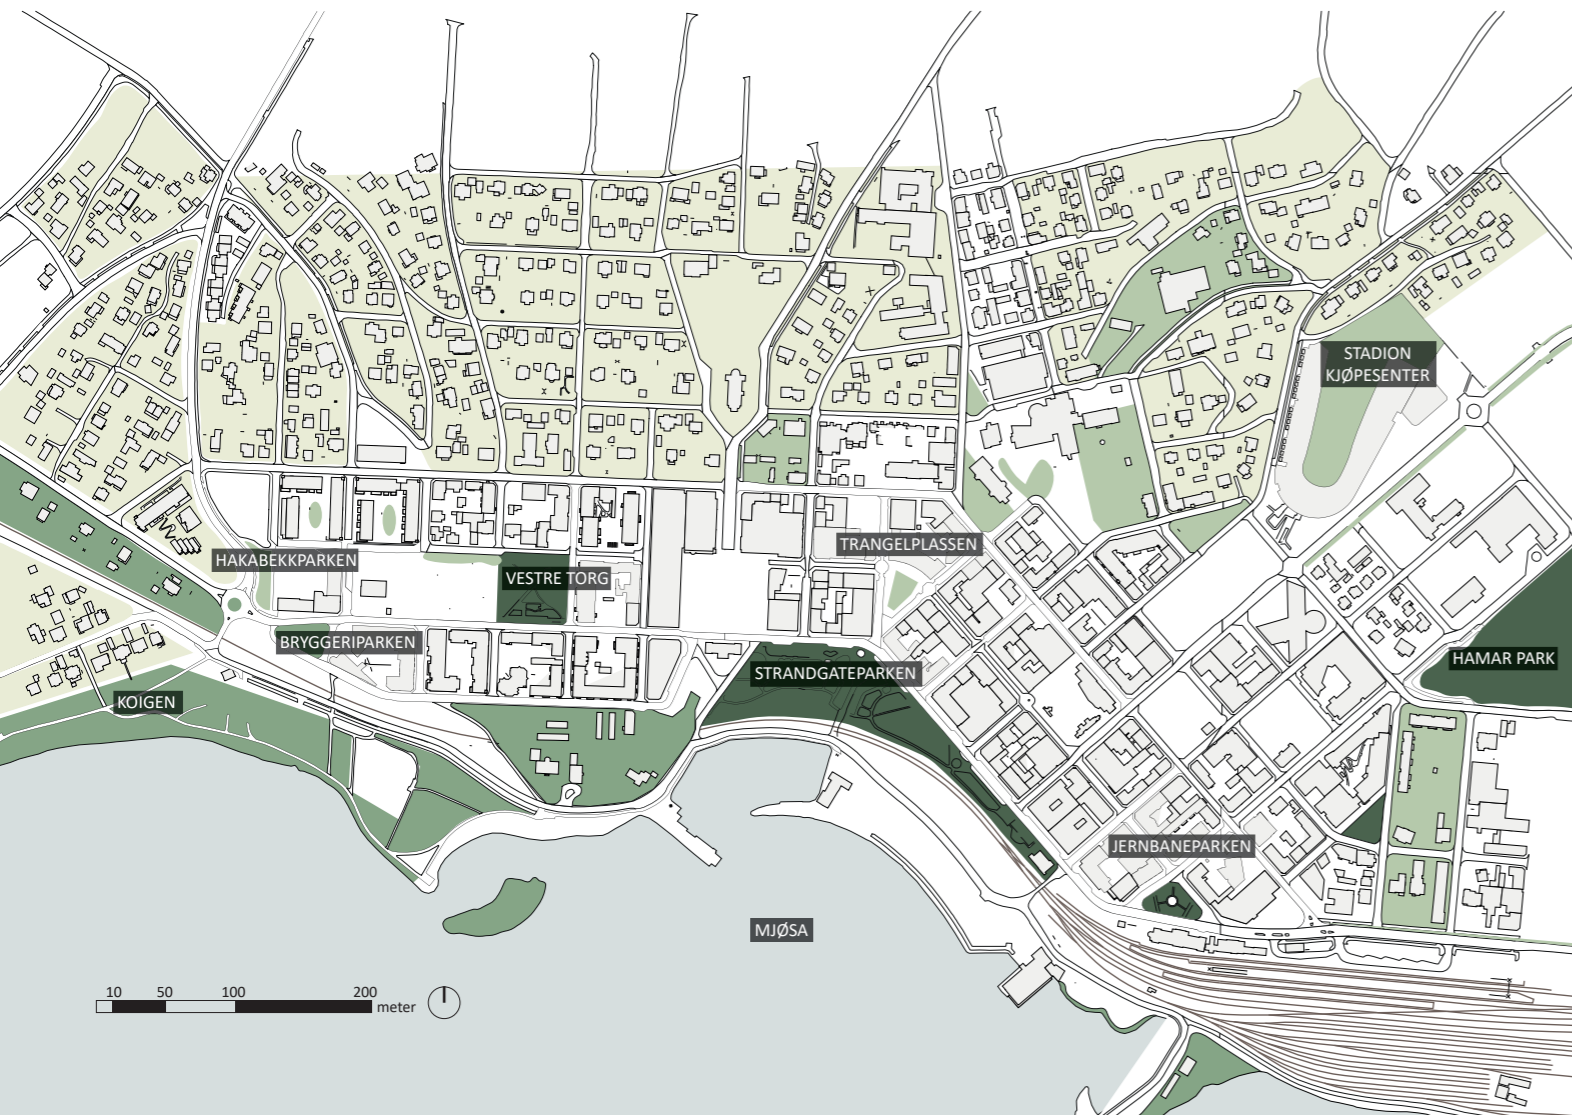 STADION
KJØPESENTER
TRANGELPLASSEN
HAKABEKKPARKEN
VESTRE TORG
BRYGGERIPARKEN
HAMAR PARK
STRANDGATEPARKEN
KOIGEN
JERNBANEPARKEN
MJØSA
10 50 100 200
meter